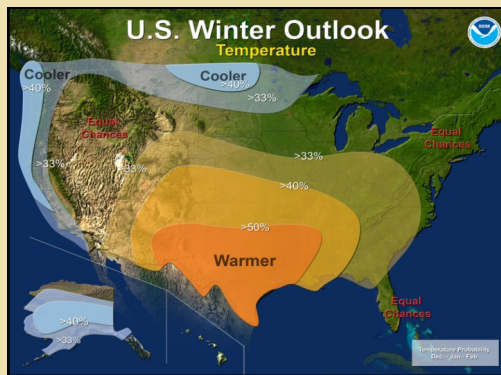 U.S. Winter Outlook
Temperature
NOAA
Cooler
>40%
Cooler
>40%
>33%
Equal
Chances
Equal
Chances
>33%
>33%
>33%
>40%
>50%
Warmer
>40%
>33%
Equal
Chances
Temperature Probability
Dec - Jan - Feb